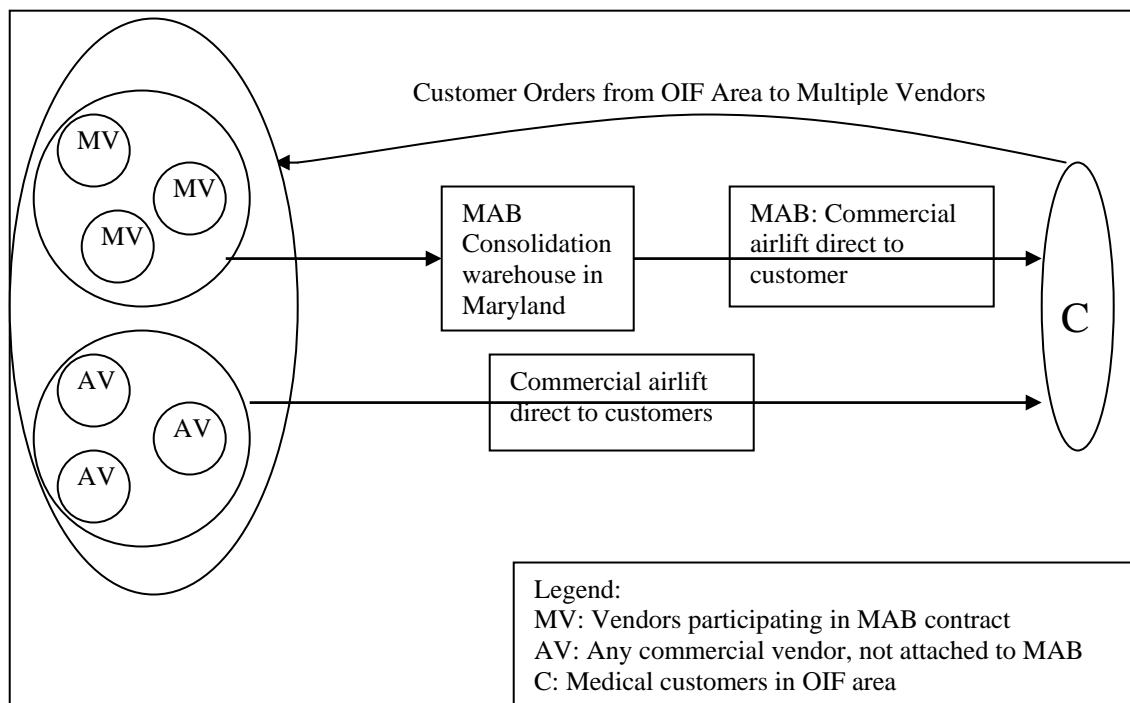 Customer Orders from OIF Area to Multiple Vendors
MV
MV
MV
MAB
Consolidation
warehouse in
Maryland
MAB: Commercial
airlift direct to
customer
C
AV
AV
AV
Commercial airlift
direct to customers
Legend:
MV: Vendors participating in MAB contract
AV: Any commercial vendor, not attached to MAB
C: Medical customers in OIF area